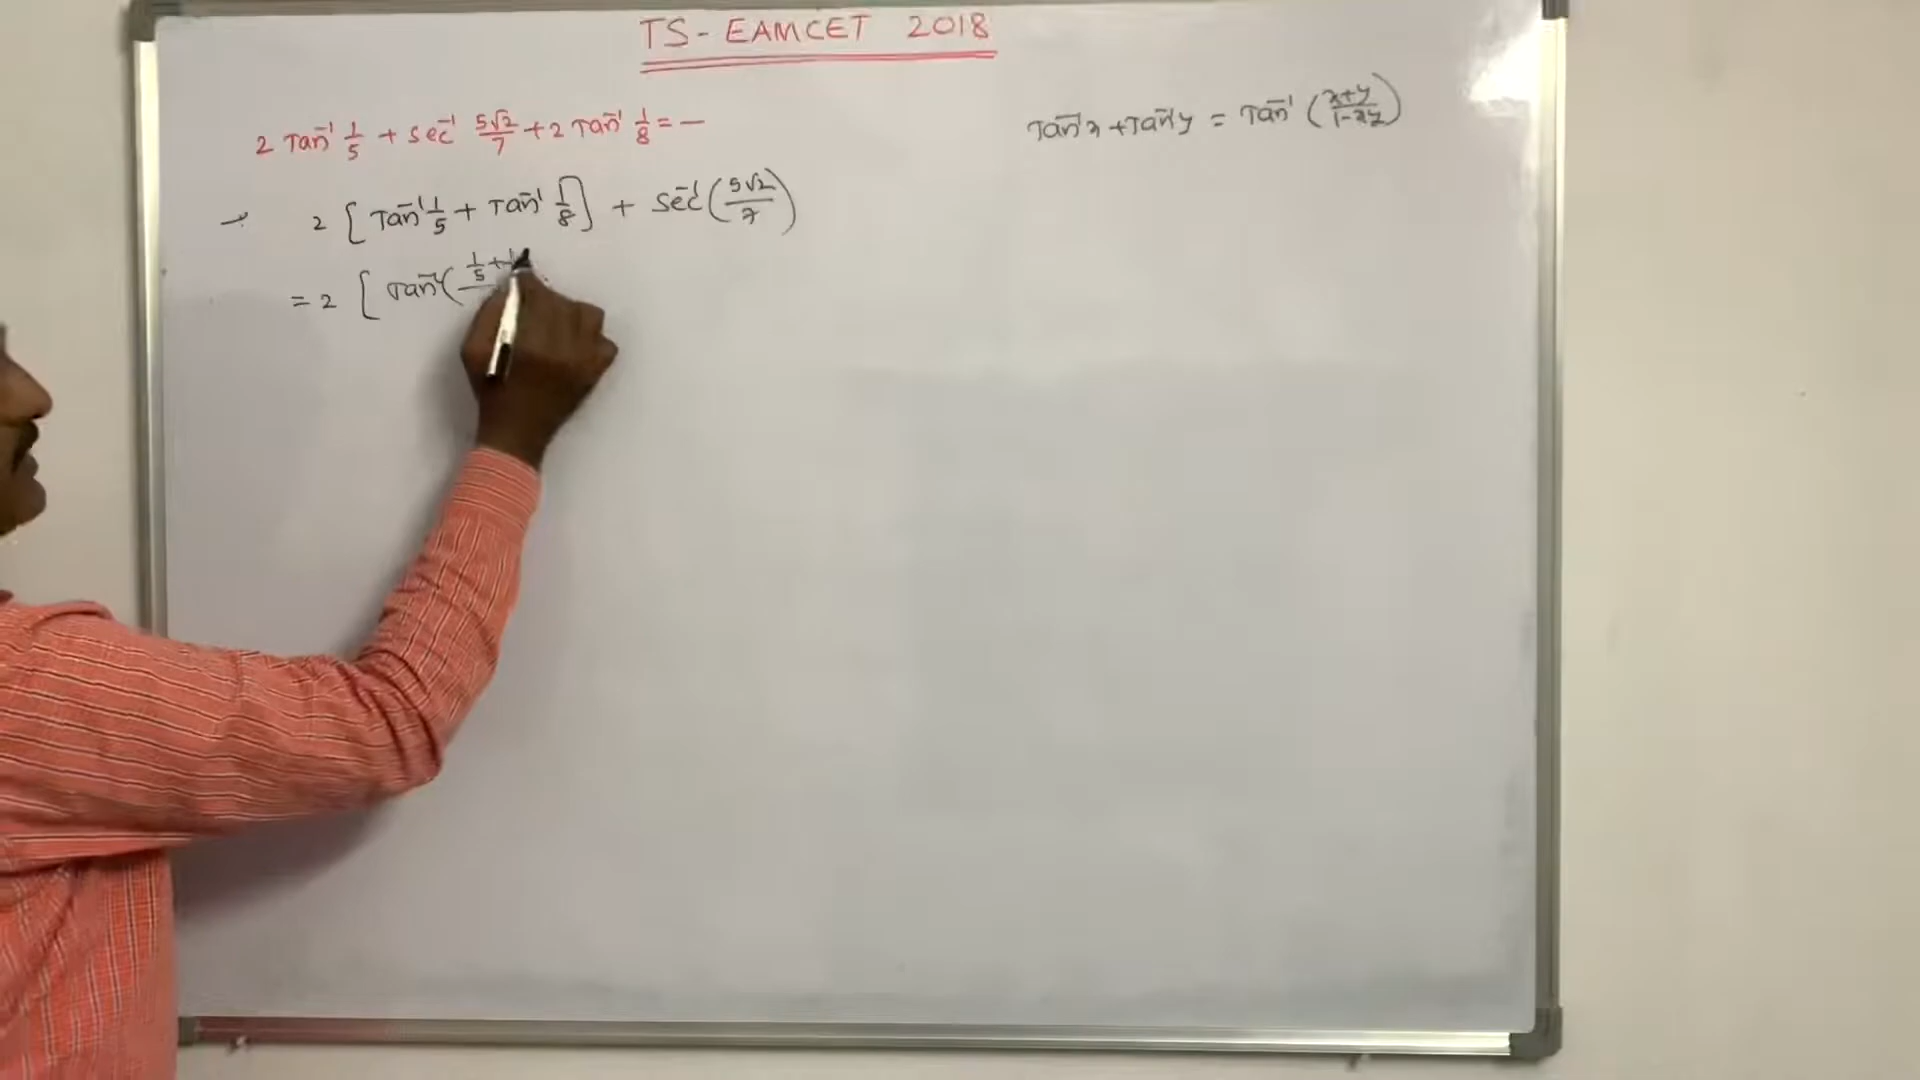 TS - EAMCET 2018
2 Tan⁻¹ 1/5 + sec⁻¹ 5√2/7 + 2 Tan⁻¹ 1/8 = —
Tan⁻¹x + Tan⁻¹y = Tan⁻¹ (x+y/1-xy)
→ 2 [Tan⁻¹ 1/5 + Tan⁻¹ 1/8] + Sec⁻¹ (5√2/7)
= 2 [Tan⁻¹( 1/5 +